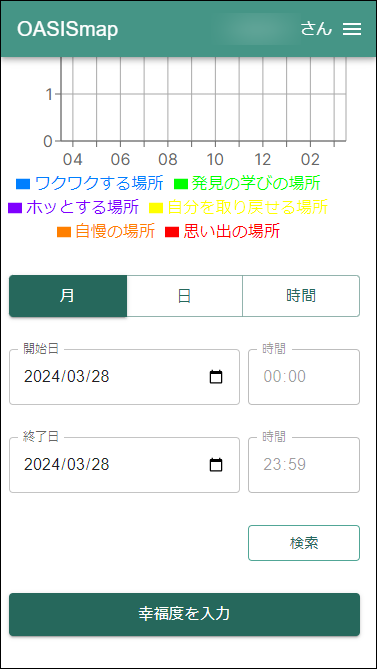 OASISmap さん
1
0
04 06 08 10 12 02
ワクワクする場所 発見の学びの場所
ホッとする場所 自分を取り戻せる場所
自慢の場所 思い出の場所
月 日 時間
開始日 時間
2024/03/28 00:00
終了日 時間
2024/03/28 23:59
検索
幸福度を入力